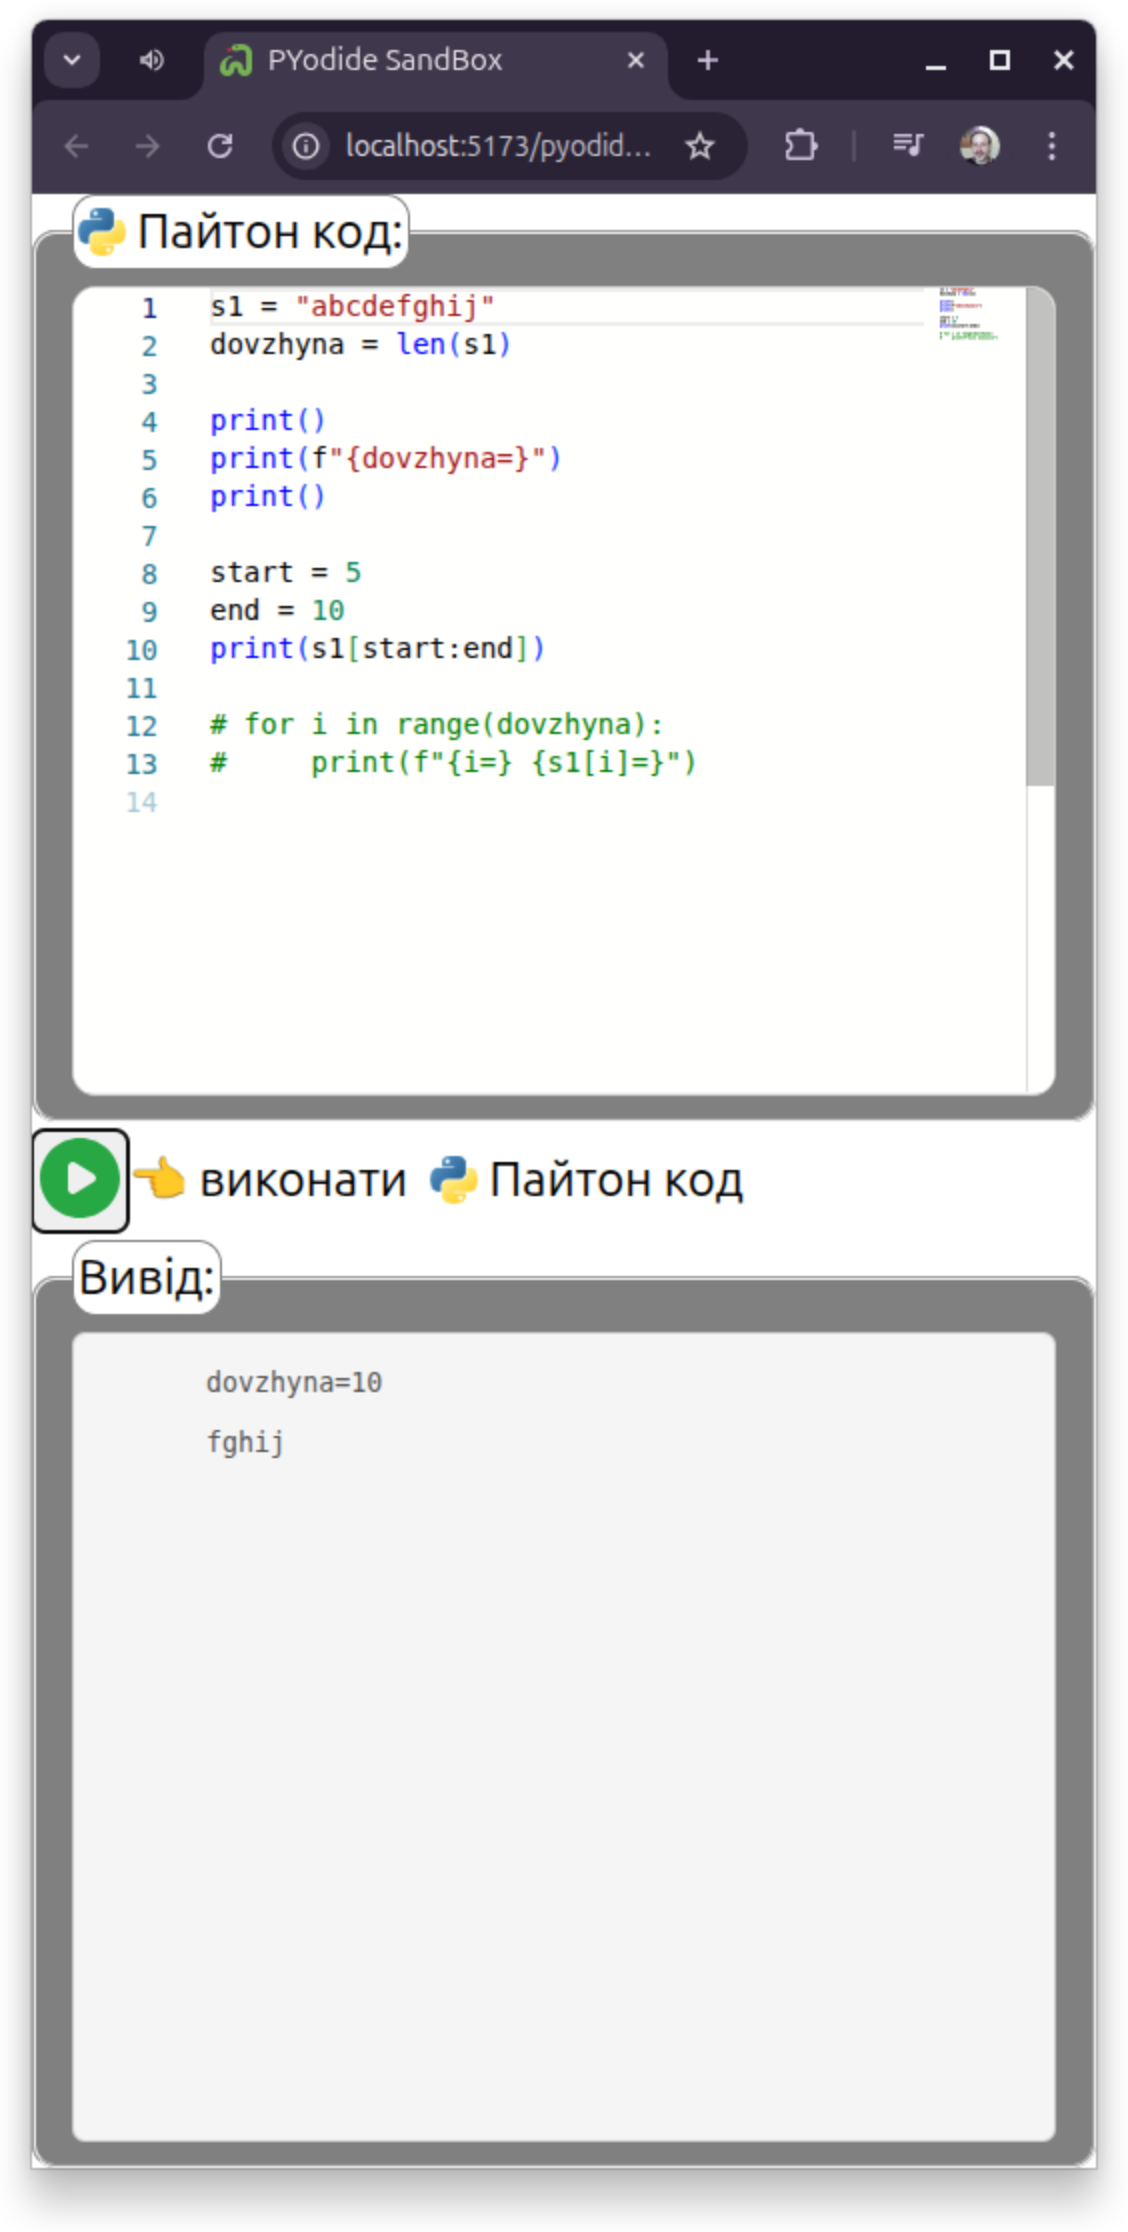 PYodide SandBox
localhost:5173/pyodid...
Пайтон код:
1 s1 = "abcdefghij"
2 dovzhyna = len(s1)
3
4 print()
5 print(f"{dovzhyna=}")
6 print()
7
8 start = 5
9 end = 10
10 print(s1[start:end])
11
12 # for i in range(dovzhyna):
13 #     print(f"{i=} {s1[i]=}")
14
виконати Пайтон код
Вивід:
dovzhyna=10
fghij